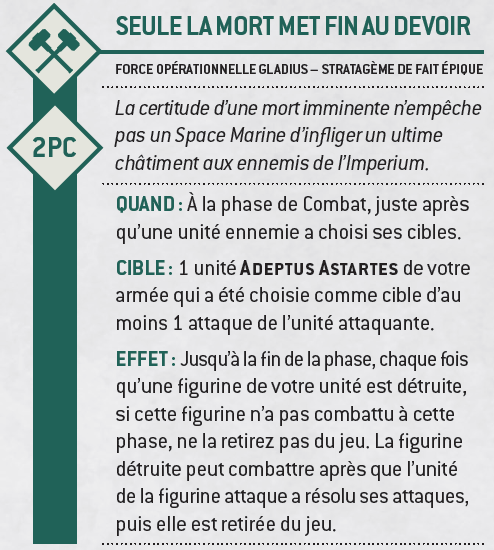 SEULE LA MORT MET FIN AU DEVOIR
FORCE OPÉRATIONNELLE GLADIUS – STRATAGÈME DE FAIT ÉPIQUE
La certitude d'une mort imminente n'empêche
2PC
pas un Space Marine d'infliger un ultime
châtiment aux ennemis de l'Imperium.
QUAND : À la phase de Combat, juste après
qu'une unité ennemie a choisi ses cibles.
CIBLE : 1 unité ADEPTUS ASTARTES de votre
armée qui a été choisie comme cible d'au
moins 1 attaque de l'unité attaquante.
EFFET : Jusqu'à la fin de la phase, chaque fois
qu'une figurine de votre unité est détruite,
si cette figurine n'a pas combattu à cette
phase, ne la retirez pas du jeu. La figurine
détruite peut combattre après que l'unité
de la figurine attaque a résolu ses attaques,
puis elle est retirée du jeu.